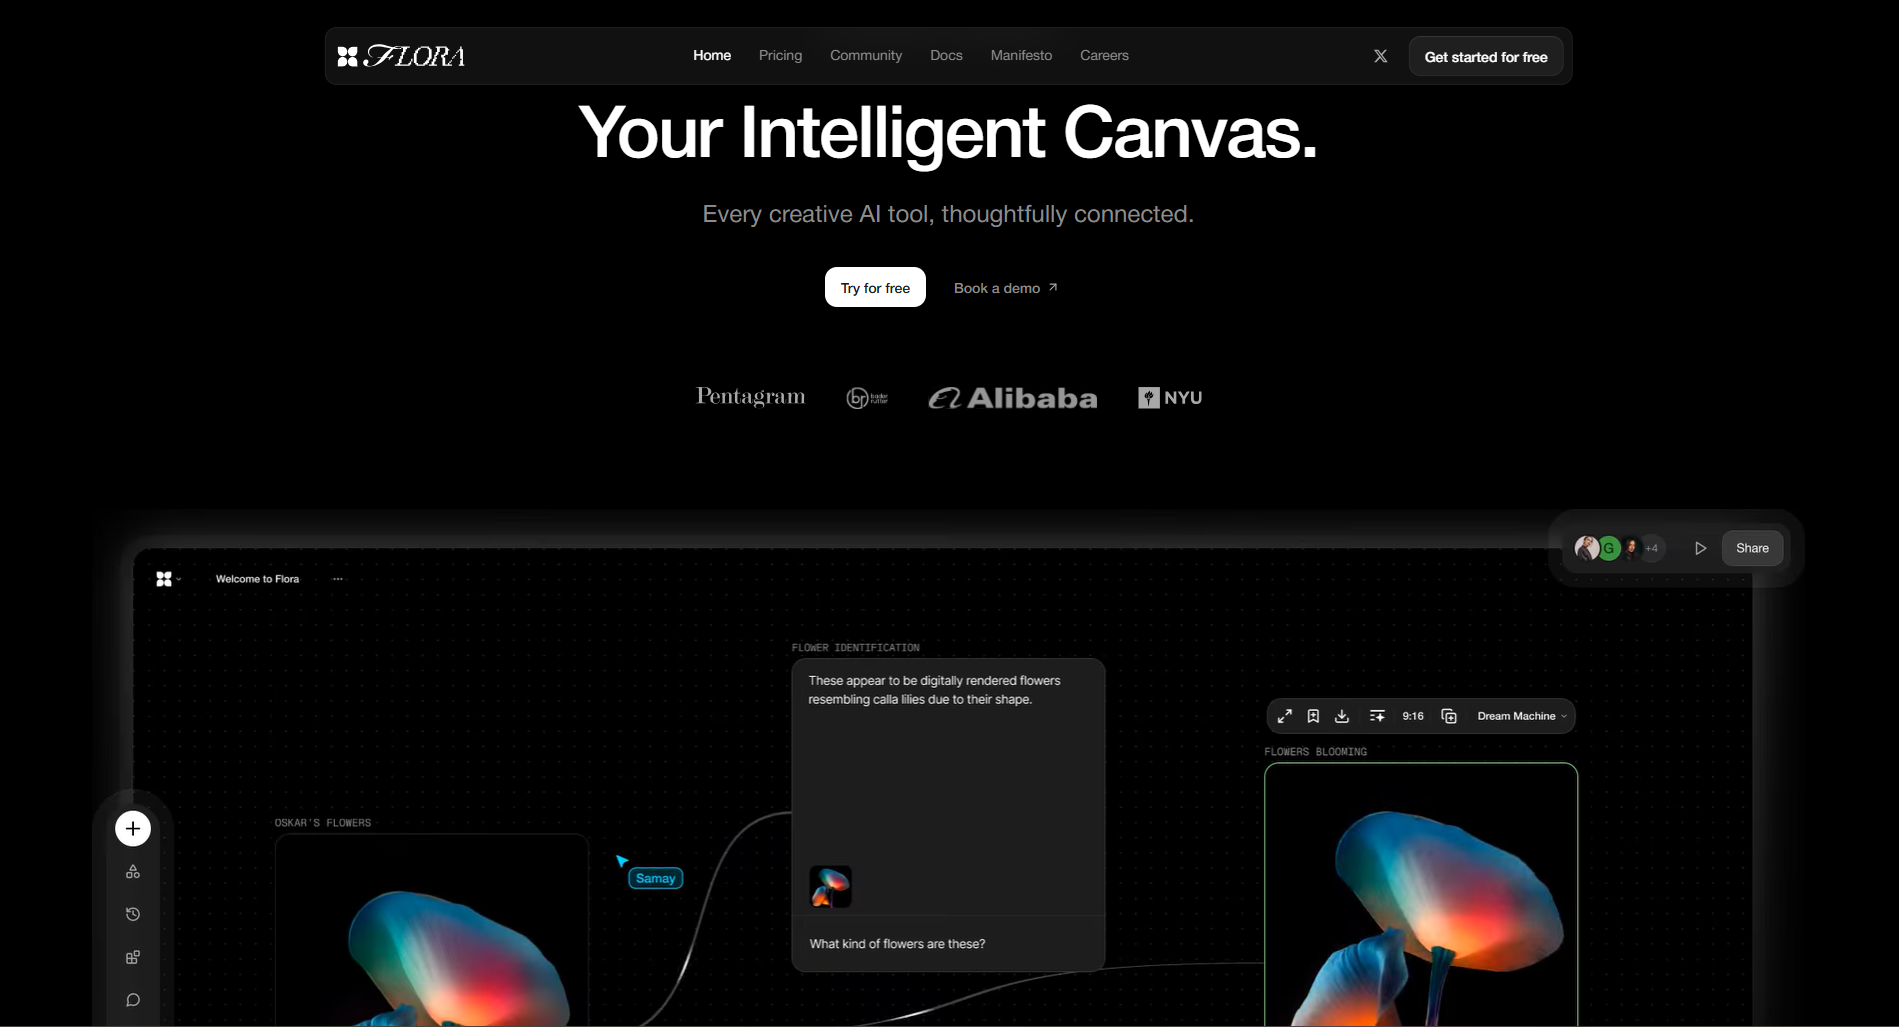 FLORA
Home
Pricing
Community
Docs
Manifesto
Careers
Get started for free
Your Intelligent Canvas.
Every creative AI tool, thoughtfully connected.
Try for free
Book a demo
Pentagram
br bader rutter
Alibaba
NYU
G
+4
Share
Welcome to Flora
FLOWER IDENTIFICATION
These appear to be digitally rendered flowers
resembling calla lilies due to their shape.
9:16
Dream Machine
FLOWERS BLOOMING
OSKAR'S FLOWERS
Samay
What kind of flowers are these?